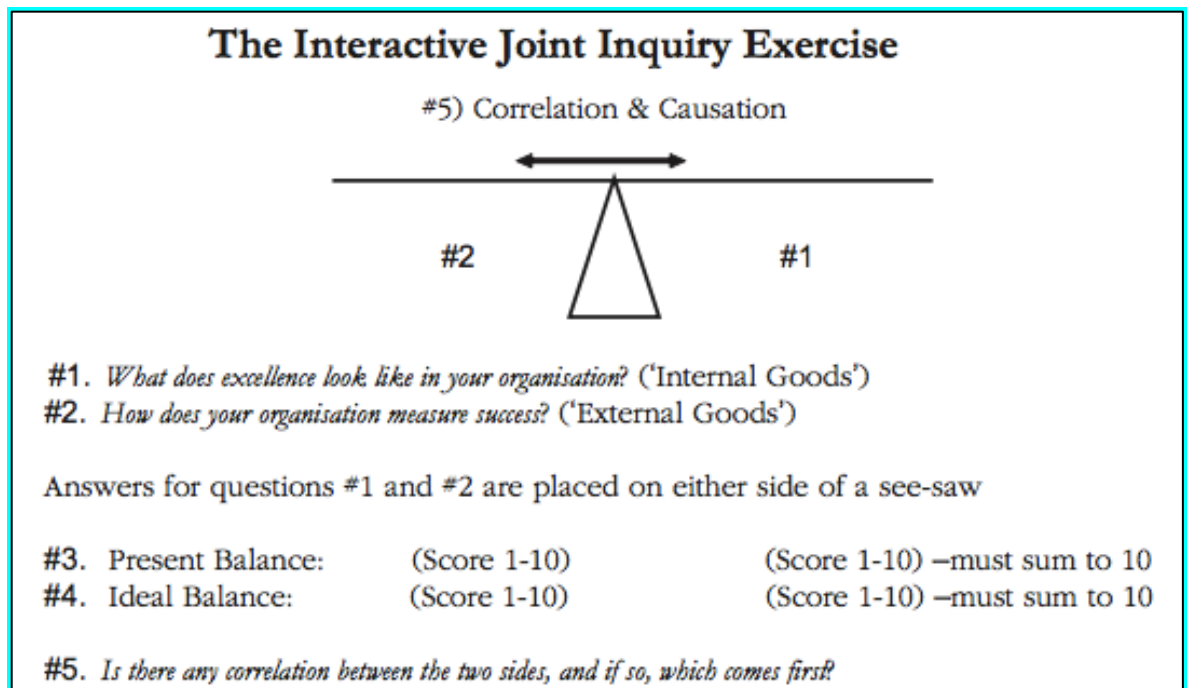 The Interactive Joint Inquiry Exercise
#5) Correlation & Causation
#2 #1
#1. What does excellence look like in your organisation? ('Internal Goods')
#2. How does your organisation measure success? ('External Goods')
Answers for questions #1 and #2 are placed on either side of a see-saw
#3. Present Balance: (Score 1-10) (Score 1-10) –must sum to 10
#4. Ideal Balance: (Score 1-10) (Score 1-10) –must sum to 10
#5. Is there any correlation between the two sides, and if so, which comes first?